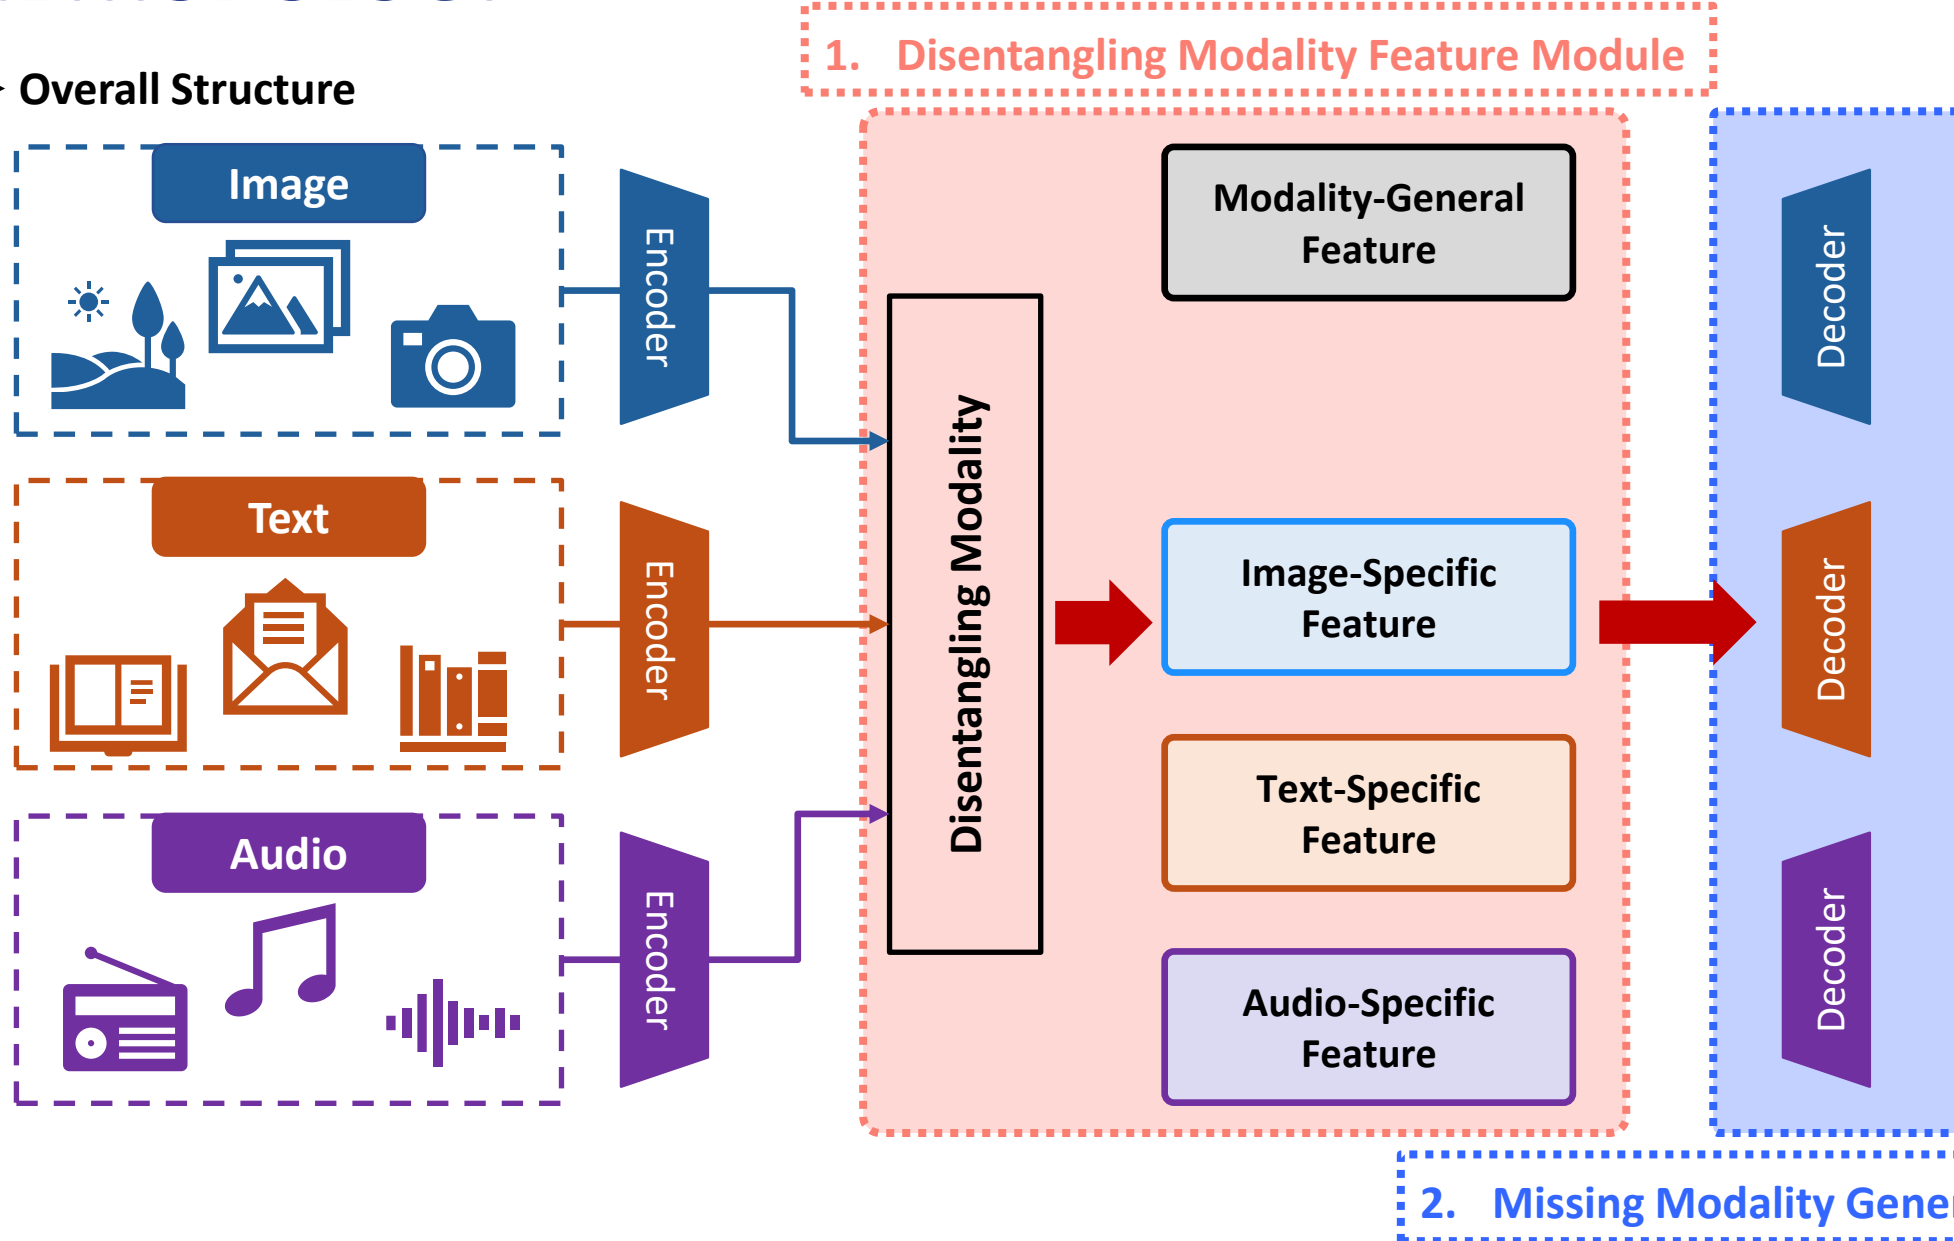 Overall Structure
1. Disentangling Modality Feature Module
Image
Encoder
Text
Encoder
Audio
Encoder
Disentangling Modality
Modality-General
Feature
Image-Specific
Feature
Text-Specific
Feature
Audio-Specific
Feature
Decoder
Decoder
Decoder
2. Missing Modality